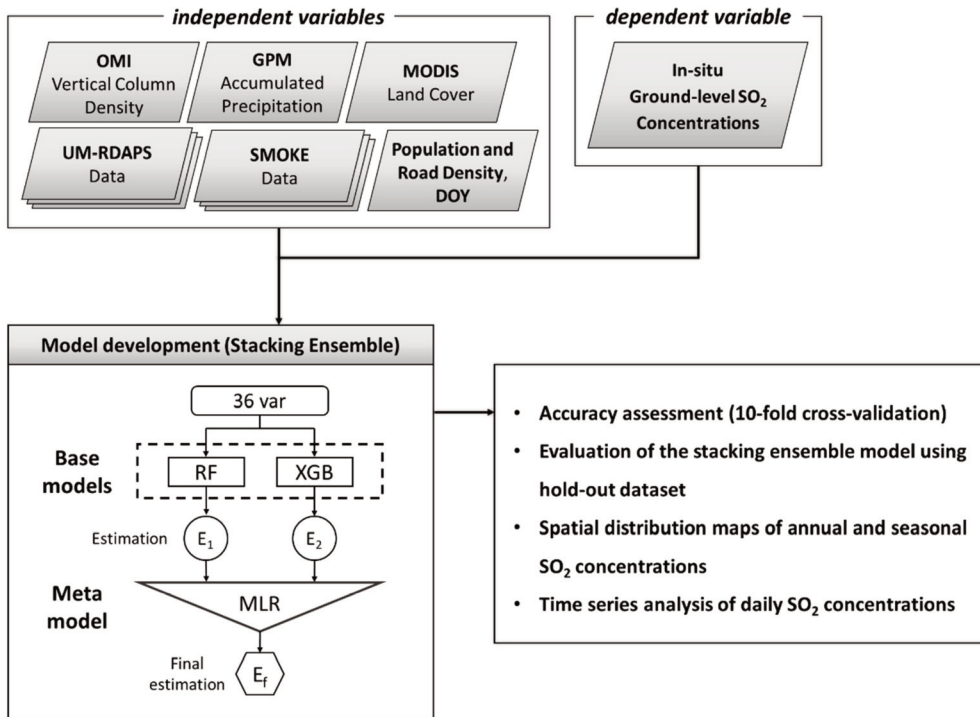 independent variables
dependent variable
OMI
Vertical Column
Density
GPM
Accumulated
Precipitation
MODIS
Land Cover
UM-RDAPS
Data
SMOKE
Data
Population and
Road Density,
DOY
In-situ
Ground-level SO₂
Concentrations
Model development (Stacking Ensemble)
36 var
Base
models
RF
XGB
Estimation
E₁
E₂
Meta
model
MLR
Final
estimation
E_f
• Accuracy assessment (10-fold cross-validation)
• Evaluation of the stacking ensemble model using
hold-out dataset
• Spatial distribution maps of annual and seasonal
SO₂ concentrations
• Time series analysis of daily SO₂ concentrations